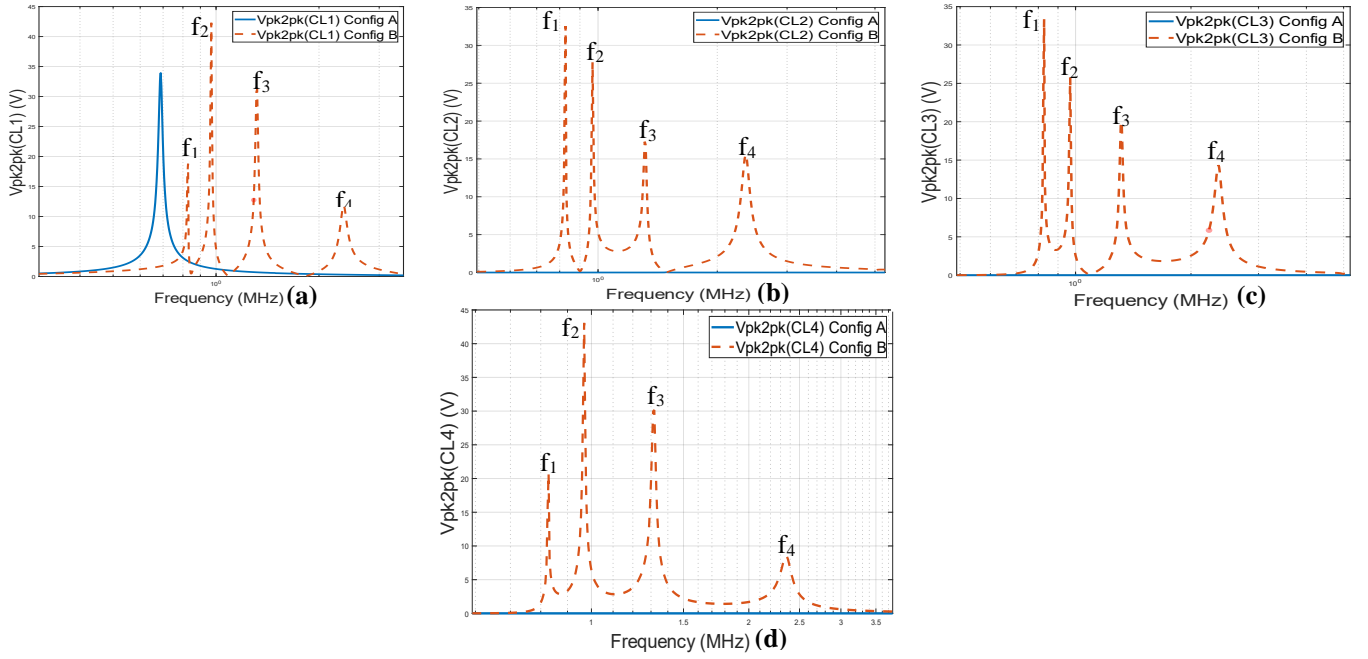 Vpk2pk(CL1) Config A
Vpk2pk(CL1) Config B
f1
f2
f3
f4
45
40
35
30
25
20
15
10
5
0
Vpk2pk(CL1) (V)
10^0
Frequency (MHz) (a)
Vpk2pk(CL2) Config A
Vpk2pk(CL2) Config B
f1
f2
f3
f4
35
30
25
20
15
10
5
0
Vpk2pk(CL2) (V)
10^0
Frequency (MHz) (b)
Vpk2pk(CL3) Config A
Vpk2pk(CL3) Config B
f1
f2
f3
f4
35
30
25
20
15
10
5
0
Vpk2pk(CL3) (V)
10^0
Frequency (MHz) (c)
Vpk2pk(CL4) Config A
Vpk2pk(CL4) Config B
f1
f2
f3
f4
45
40
35
30
25
20
15
10
5
0
Vpk2pk(CL4) (V)
1 1.5 2 2.5 3 3.5
Frequency (MHz) (d)